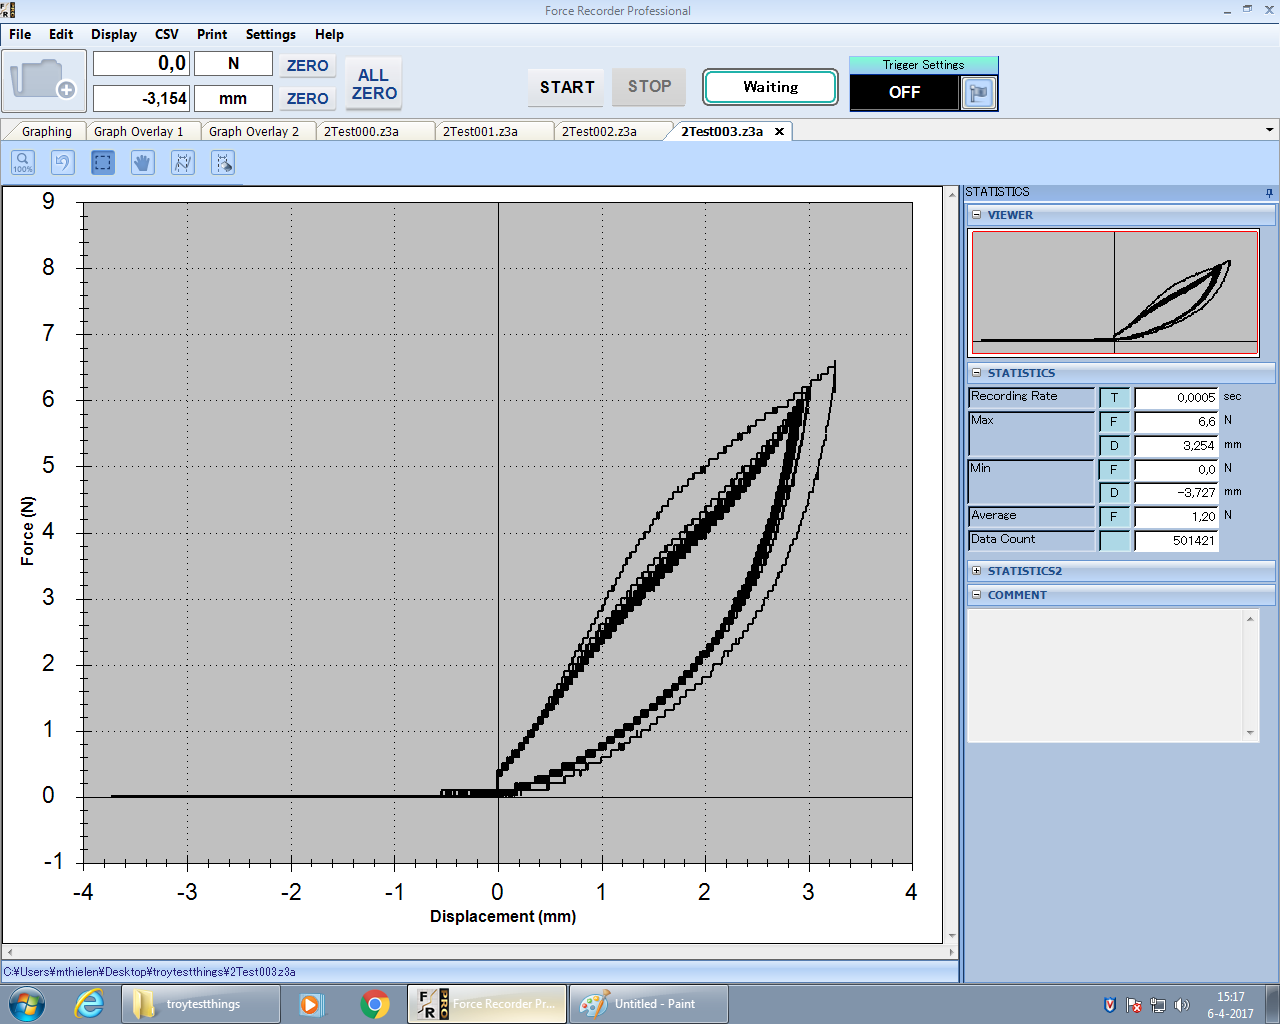 Force Recorder Professional
File Edit Display CSV Print Settings Help
0,0 N ZERO
-3,154 mm ZERO
ALL
ZERO
START STOP Waiting
Trigger Settings
OFF
Graphing Graph Overlay 1 Graph Overlay 2 2Test000.z3a 2Test001.z3a 2Test002.z3a 2Test003.z3a
100%
9
8
7
6
5
4
3
2
1
0
-1
Force (N)
-4 -3 -2 -1 0 1 2 3 4
Displacement (mm)
STATISTICS
VIEWER
STATISTICS
Recording Rate T 0,0005 sec
Max F 6,6 N
D 3,254 mm
Min F 0,0 N
D -3,727 mm
Average F 1,20 N
Data Count 501421
STATISTICS2
COMMENT
C:¥Users¥mthielen¥Desktop¥troytestthings¥2Test003.z3a
troytestthings
F R PRO
Force Recorder Pr...
Untitled - Paint
15:17
6-4-2017